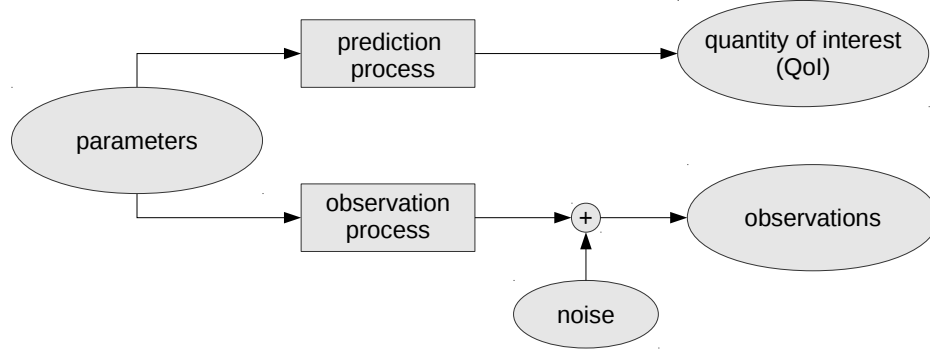 prediction
process
quantity of interest
(QoI)
parameters
observation
process
+
observations
noise